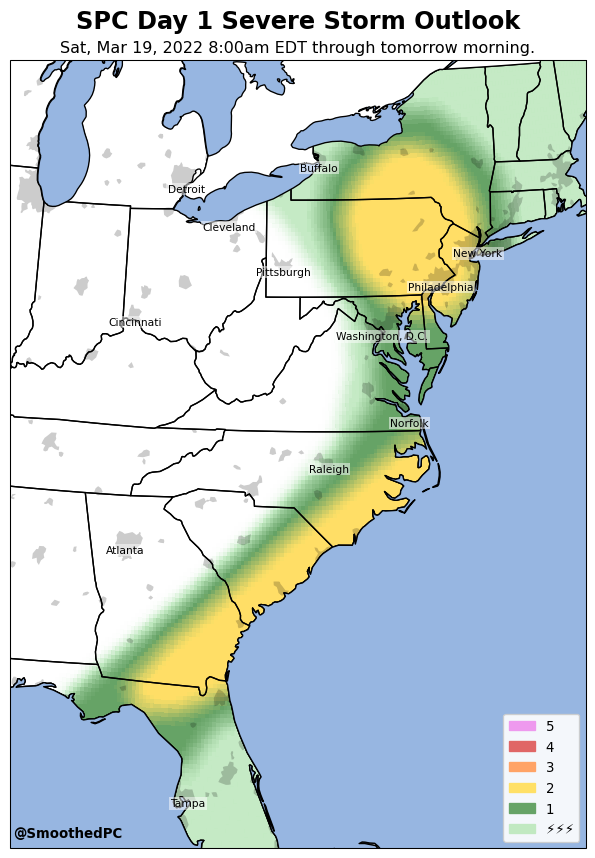 SPC Day 1 Severe Storm Outlook
Sat, Mar 19, 2022 8:00am EDT through tomorrow morning.
Buffalo
Detroit
Cleveland
New York
Pittsburgh
Philadelphia
Cincinnati
Washington, D.C.
Norfolk
Raleigh
Atlanta
Tampa
5
4
3
2
1
⚡⚡⚡
@SmoothedPC